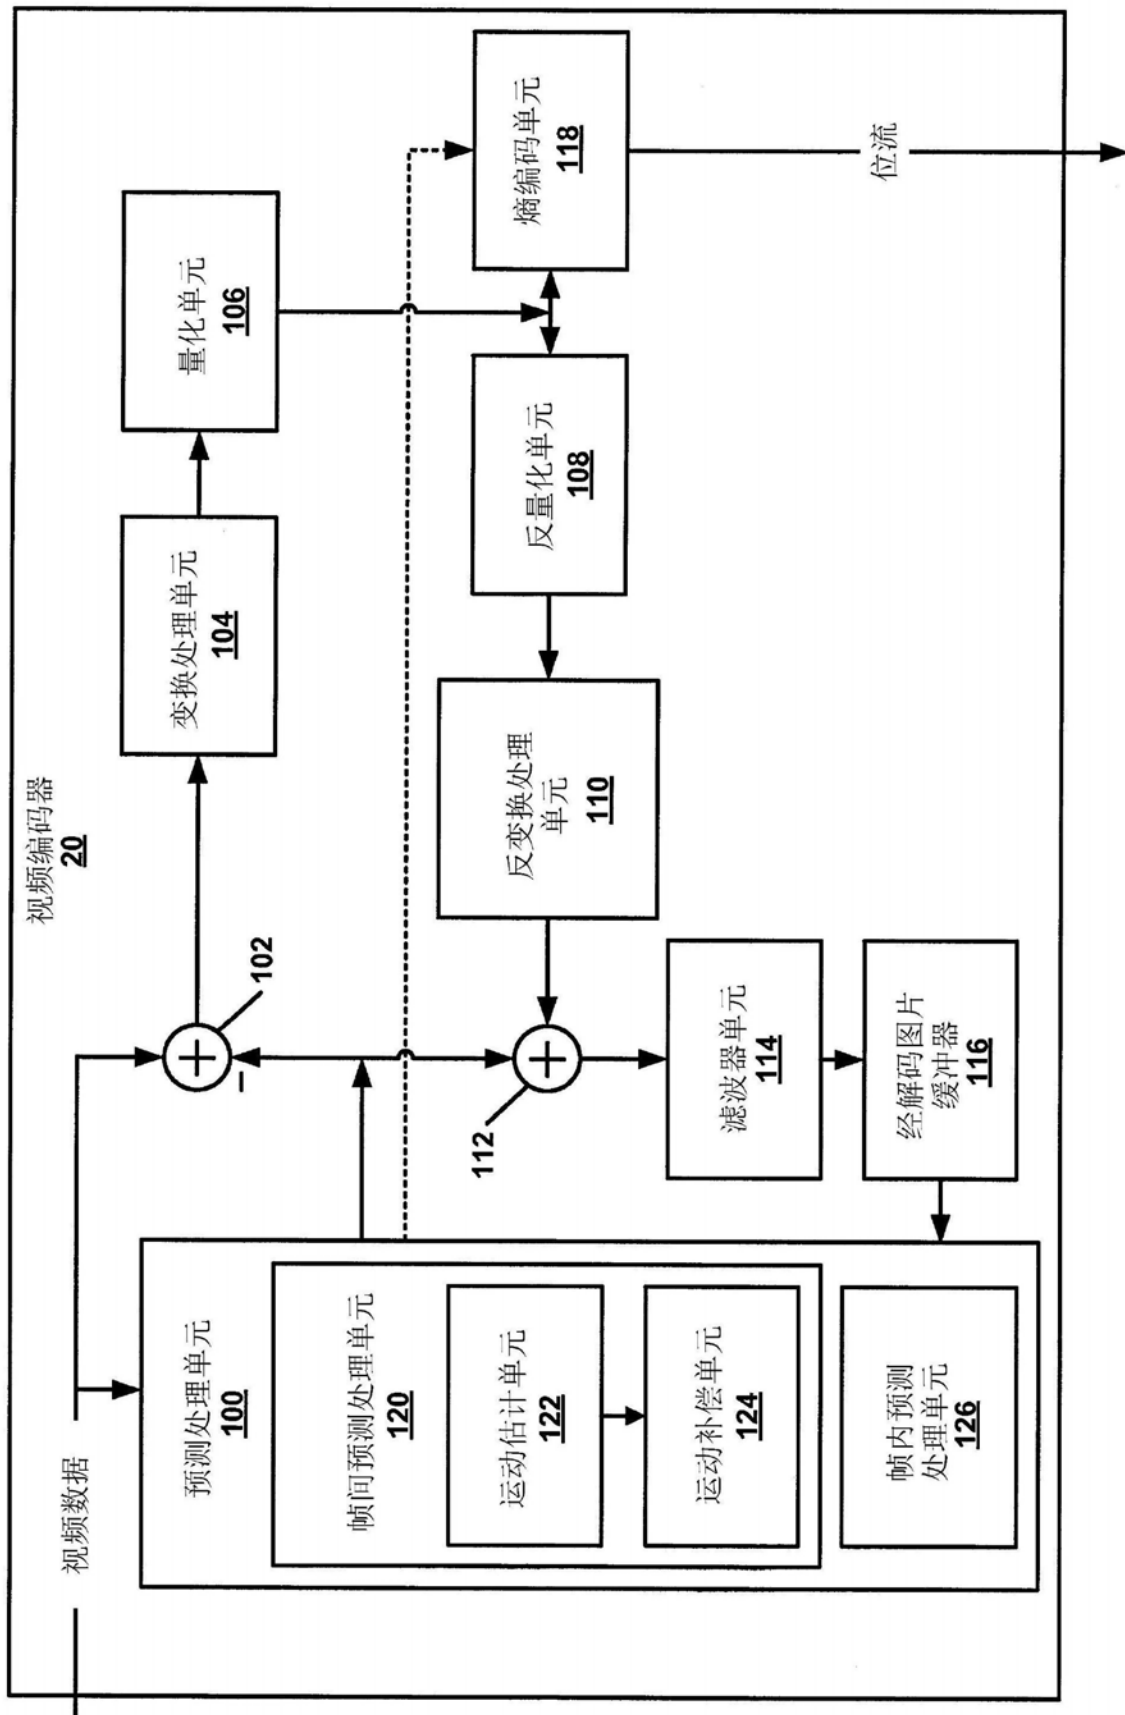 视频编码器
20
视频数据
预测处理单元
100
帧间预测处理单元
120
运动估计单元
122
运动补偿单元
124
帧内预测
处理单元
126
102
-
变换处理单元
104
量化单元
106
112
反变换处理
单元
110
反量化单元
108
熵编码单元
118
滤波器单元
114
经解码图片
缓冲器
116
位流